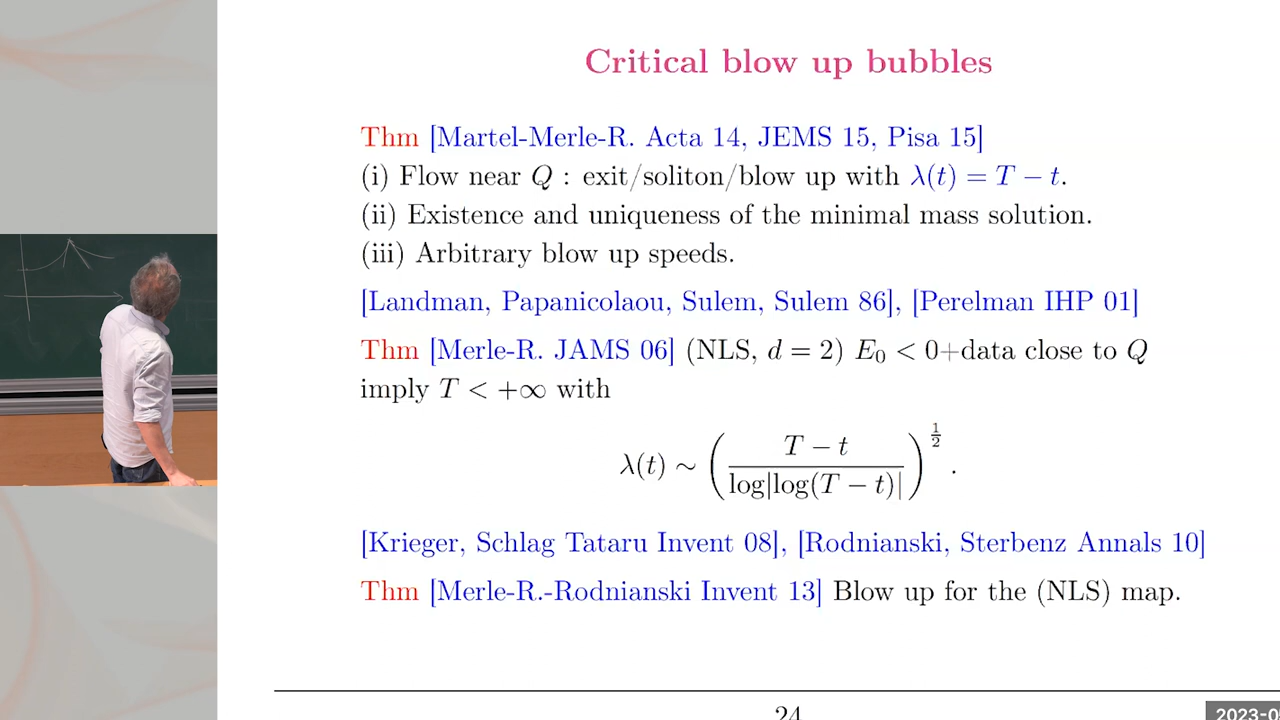 Critical blow up bubbles
Thm [Martel-Merle-R. Acta 14, JEMS 15, Pisa 15]
(i) Flow near Q : exit/soliton/blow up with λ(t) = T − t.
(ii) Existence and uniqueness of the minimal mass solution.
(iii) Arbitrary blow up speeds.
[Landman, Papanicolaou, Sulem, Sulem 86], [Perelman IHP 01]
Thm [Merle-R. JAMS 06] (NLS, d = 2) E₀ < 0+data close to Q
imply T < +∞ with
λ(t) ∼ ( (T − t) / (log|log(T − t)|) )^{1/2} .
[Krieger, Schlag Tataru Invent 08], [Rodnianski, Sterbenz Annals 10]
Thm [Merle-R.-Rodnianski Invent 13] Blow up for the (NLS) map.
24
2023-0